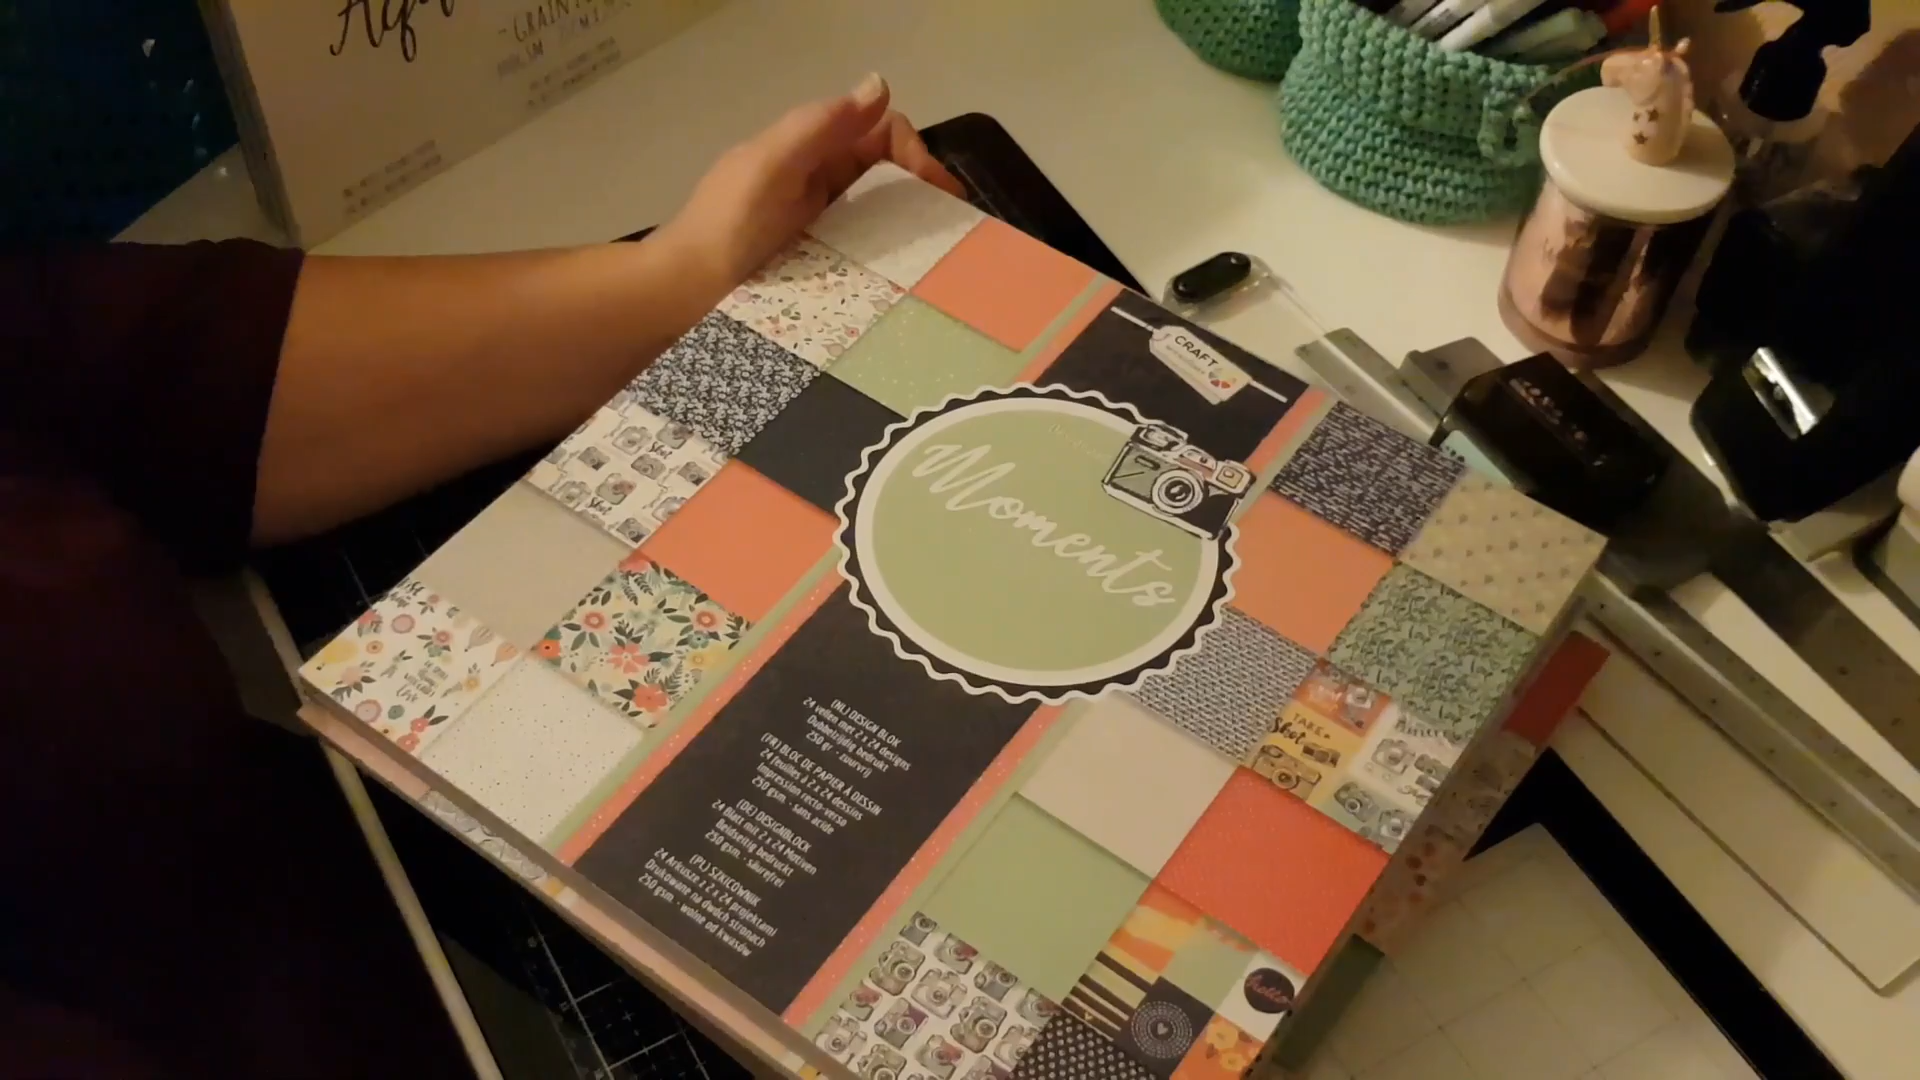 CRAFT
Moments
(NL) DESIGN BLOK
24 vellen met 2 x 24 designs
Dubbelzijdig bedrukt
250 gr. - zuurvrij
(FR) BLOC DE PAPIER À DESSIN
24 feuilles à 2 x 24 dessins
Impression recto-verso
250 gsm. - sans acide
(DE) DESIGNBLOCK
24 Blatt mit 2 x 24 Motiven
Beidseitig bedruckt
250 gsm. - säurefrei
(PL) SZKICOWNIK
24 Arkusze à 2 x 24 projektami
Drukowane na dwóch stronach
250 gsm. - wolne od kwasów
TAKE A
Shot
hello
Love